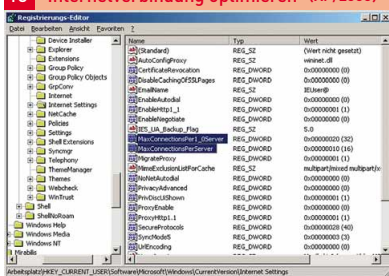 Internetverbindung optimieren (XP/2000)
Registrierungs-Editor
Datei Bearbeiten Ansicht Favoriten ?
Device Installer
Explorer
Extensions
Group Policy
Group Policy Objects
GrpConv
Internet
Internet Settings
NetCache
Policies
Settings
Shell Extensions
Syncmgr
Telephony
ThemeManager
Themes
Webcheck
WinTrust
Shell
ShellNoRoam
Windows Help
Windows Media
Windows NT
Mirabilis
Name Typ Wert
(Standard) REG_SZ (Wert nicht gesetzt)
AutoConfigProxy REG_SZ wininet.dll
CertificateRevocation REG_DWORD 0x00000000 (0)
DisableCachingOfSSLPages REG_DWORD 0x00000000 (0)
EmailName REG_SZ IEUser@
EnableAutodial REG_DWORD 0x00000000 (0)
EnableHttp1_1 REG_DWORD 0x00000001 (1)
EnableNegotiate REG_DWORD 0x00000000 (0)
IE5_UA_Backup_Flag REG_SZ 5.0
MaxConnectionsPer1_0Server REG_DWORD 0x00000020 (32)
MaxConnectionsPerServer REG_DWORD 0x00000010 (16)
MigrateProxy REG_DWORD 0x00000001 (1)
MimeExclusionListForCache REG_SZ multipart/mixed multipart/x-
NoNetAutodial REG_DWORD 0x00000000 (0)
PrivacyAdvanced REG_DWORD 0x00000000 (0)
PrivDiscUiShown REG_DWORD 0x00000001 (1)
ProxyEnable REG_DWORD 0x00000000 (0)
ProxyHttp1.1 REG_DWORD 0x00000001 (1)
SecureProtocols REG_DWORD 0x00000028 (40)
SyncMode5 REG_DWORD 0x00000003 (3)
UrlEncoding REG_DWORD 0x00000000 (0)
Arbeitsplatz\HKEY_CURRENT_USER\Software\Microsoft\Windows\CurrentVersion\Internet Settings